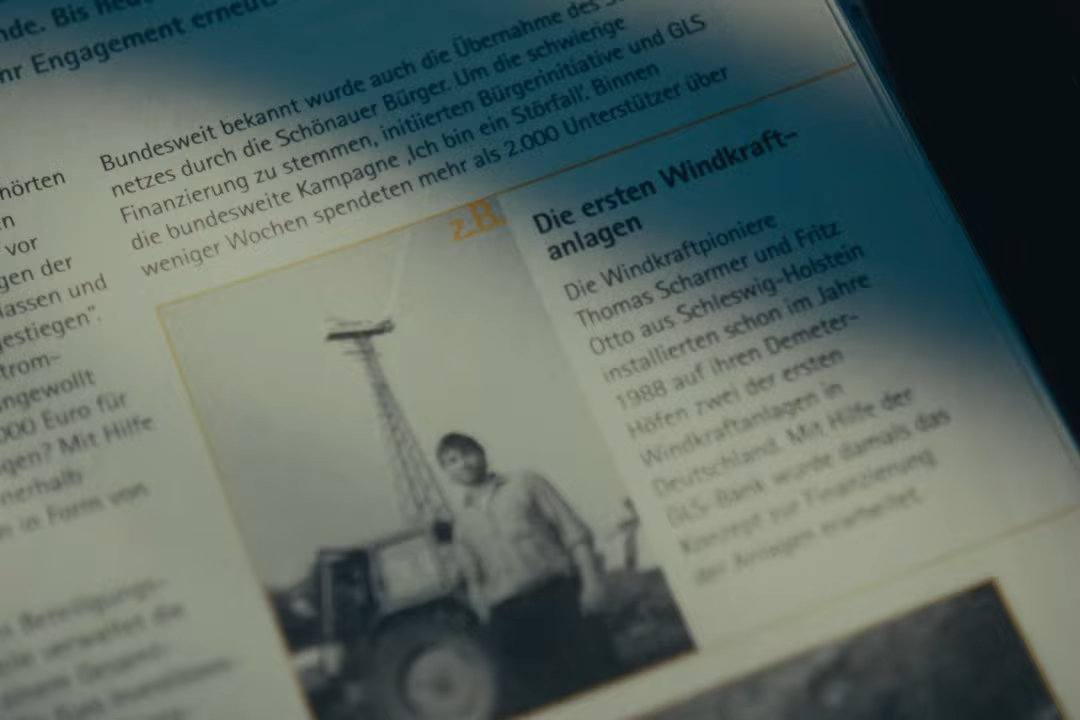 nde. Bis heu
hr Engagement erneut
Bundesweit bekannt wurde auch die Übernahme des S
netzes durch die Schönauer Bürger. Um die schwierige
Finanzierung zu stemmen, initiierten Bürgerinitiative und GLS
die bundesweite Kampagne ‚Ich bin ein Störfall'. Binnen
weniger Wochen spendeten mehr als 2.000 Unterstützer über
hörten
n
vor
gen der
lassen und
estiegen".
trom-
ngewollt
000 Euro für
gen? Mit Hilfe
nerhalb
n in Form von
z.B.
Die ersten Windkraft-
anlagen
Die Windkraftpioniere
Thomas Scharmer und Fritz
Otto aus Schleswig-Holstein
installierten schon im Jahre
1988 auf ihren Demeter-
Höfen zwei der ersten
Windkraftanlagen in
Deutschland. Mit Hilfe der
GLS-Bank wurde damals das
Konzept zur Finanzierung
der Anlagen erarbeitet.